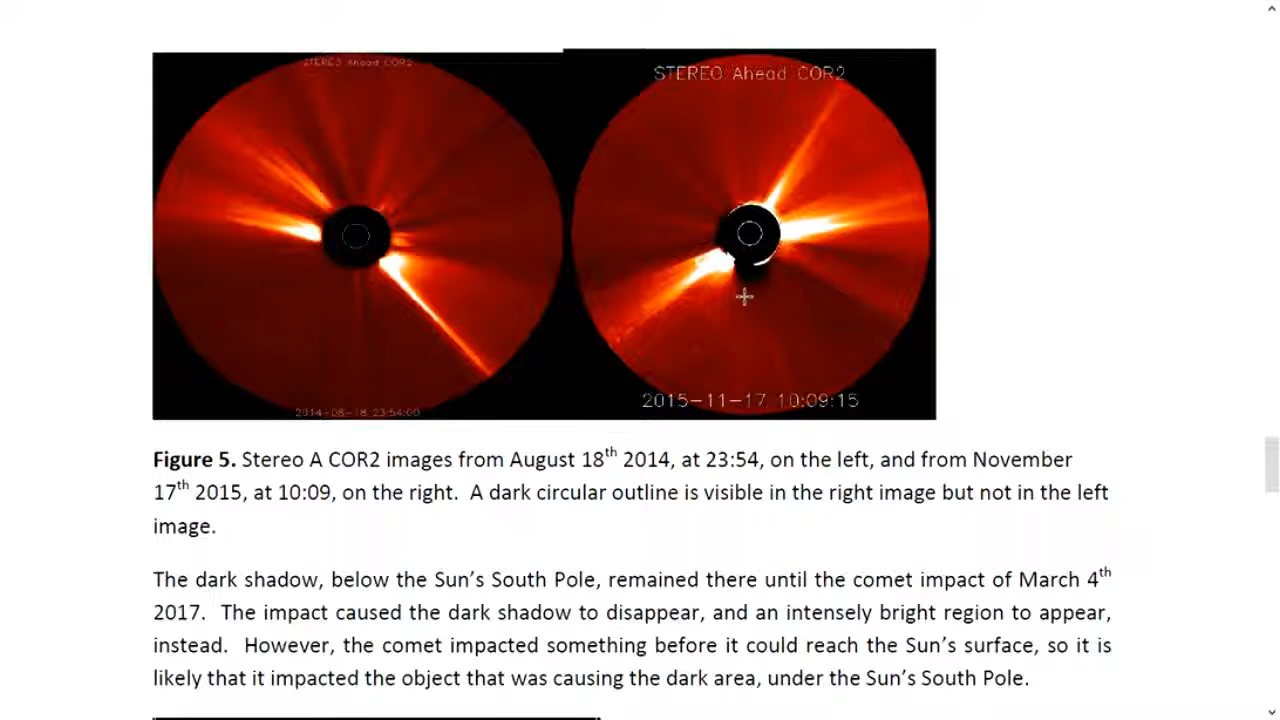 STEREO Ahead COR2
STEREO Ahead COR2
2014-08-18 23:54:00
2015-11-17 10:09:15
Figure 5. Stereo A COR2 images from August 18th 2014, at 23:54, on the left, and from November
17th 2015, at 10:09, on the right. A dark circular outline is visible in the right image but not in the left
image.
The dark shadow, below the Sun's South Pole, remained there until the comet impact of March 4th
2017. The impact caused the dark shadow to disappear, and an intensely bright region to appear,
instead. However, the comet impacted something before it could reach the Sun's surface, so it is
likely that it impacted the object that was causing the dark area, under the Sun's South Pole.